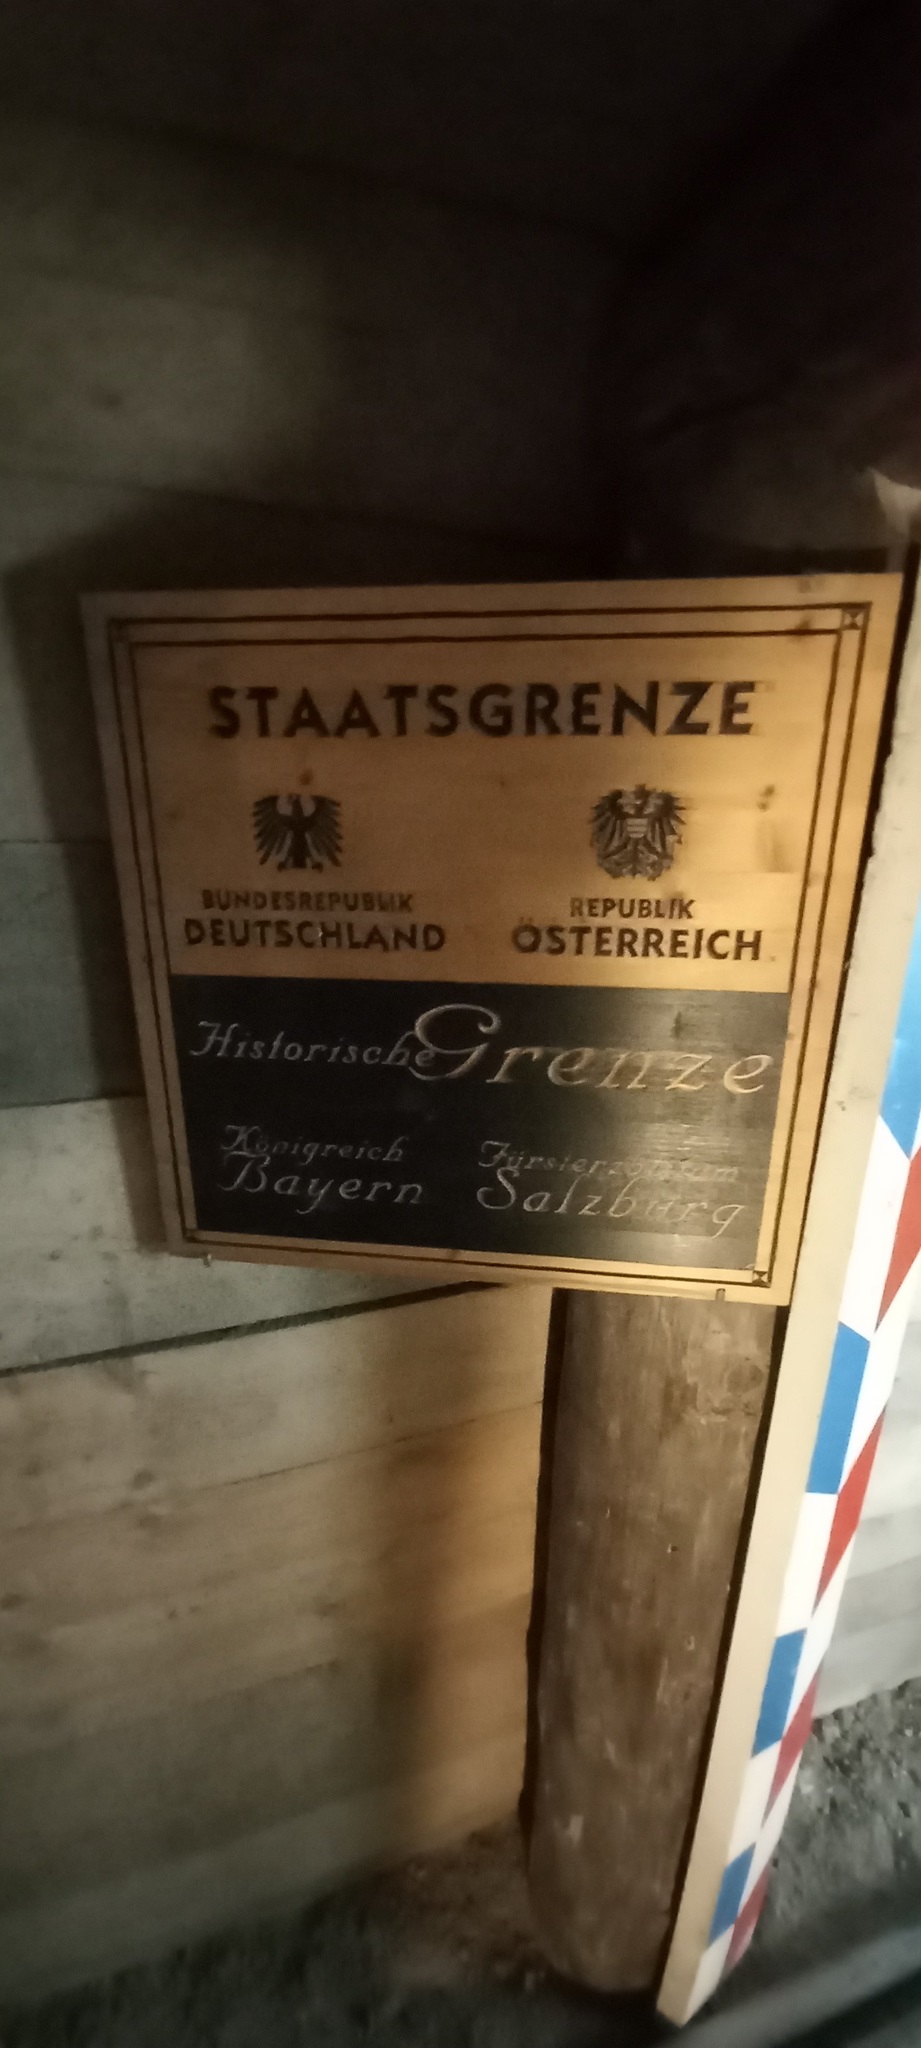 STAATSGRENZE
BUNDESREPUBLIK
DEUTSCHLAND
REPUBLIK
ÖSTERREICH
Historische Grenze
Königreich
Bayern
Fürsterzbistum
Salzburg